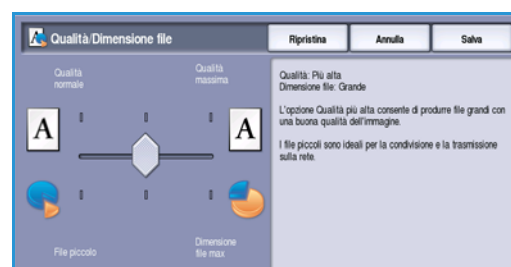 Qualità/Dimensione file
Ripristina
Annulla
Salva
Qualità
normale
Qualità
massima
A
A
File piccolo
Dimensione
file max
Qualità: Più alta
Dimensione file: Grande
L'opzione Qualità più alta consente di produrre file grandi con
una buona qualità dell'immagine.
I file piccoli sono ideali per la condivisione e la trasmissione
sulla rete.